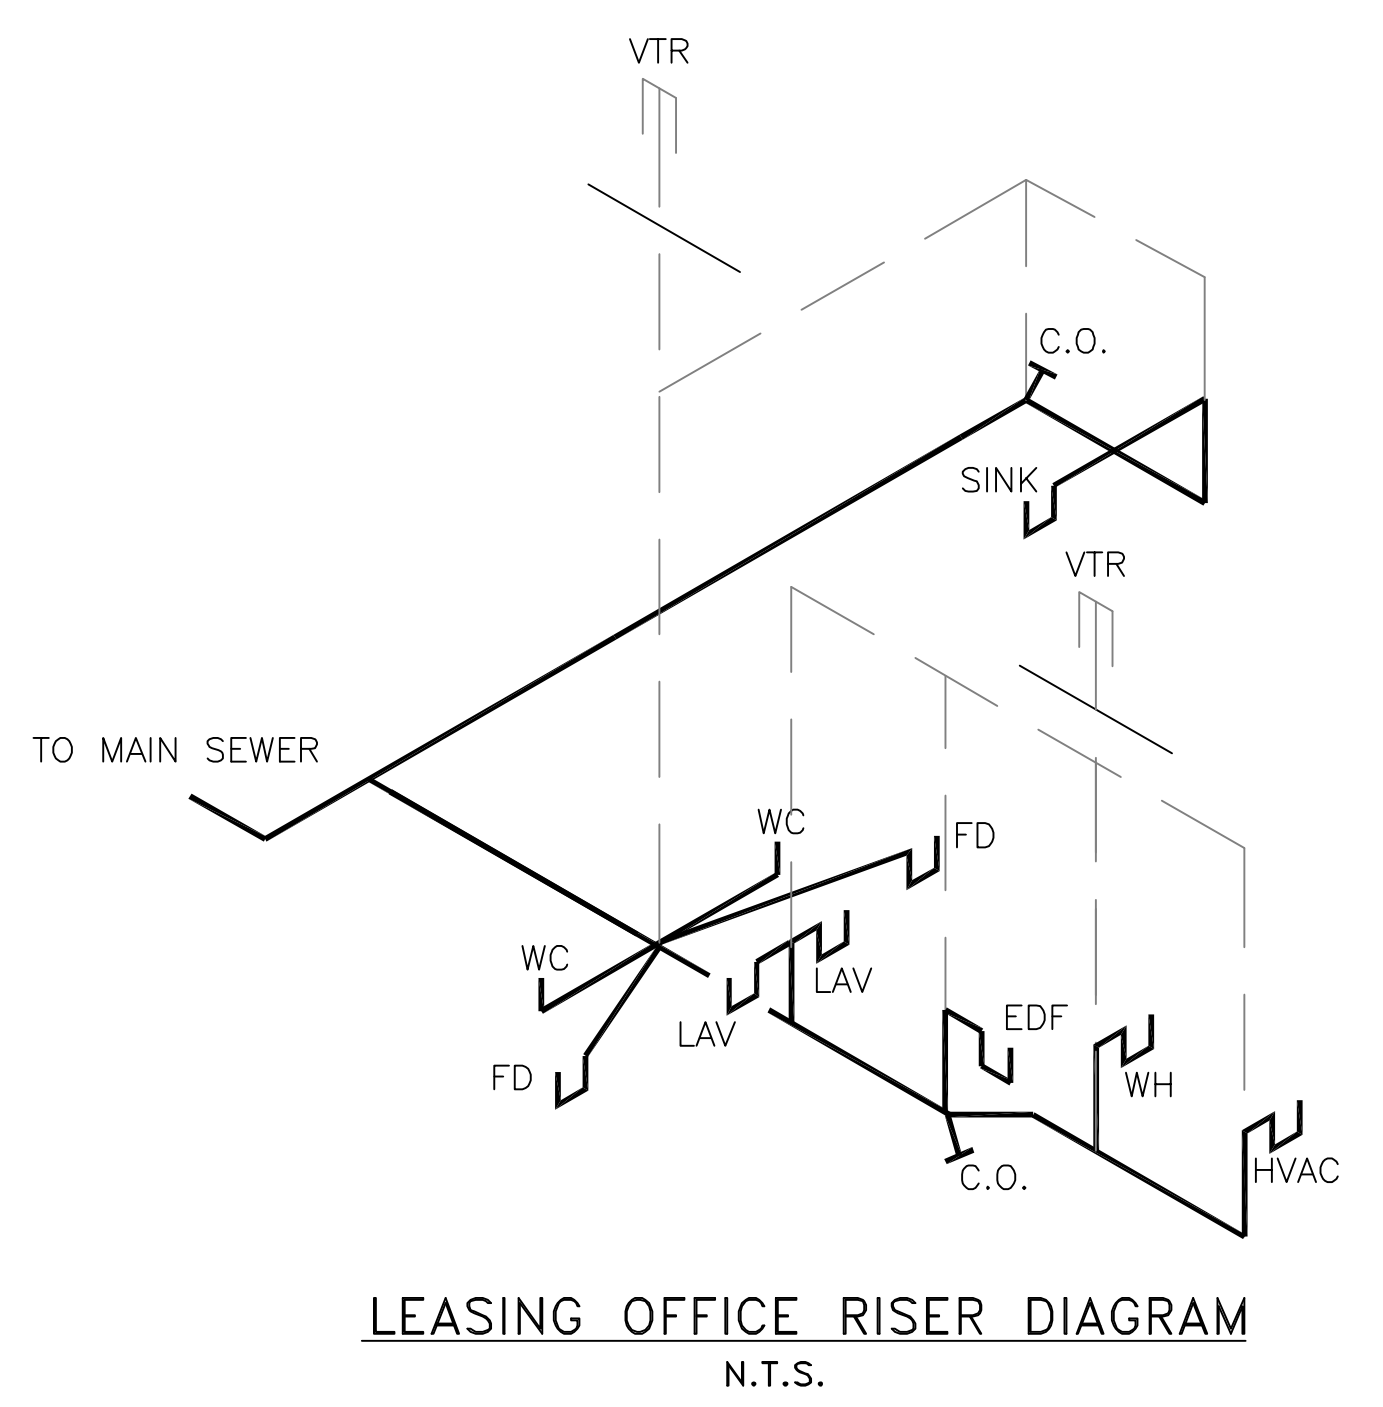 VTR
C.O.
SINK
VTR
TO MAIN SEWER
WC
FD
WC
LAV
LAV
EDF
FD
WH
C.O.
HVAC
LEASING OFFICE RISER DIAGRAM
N.T.S.